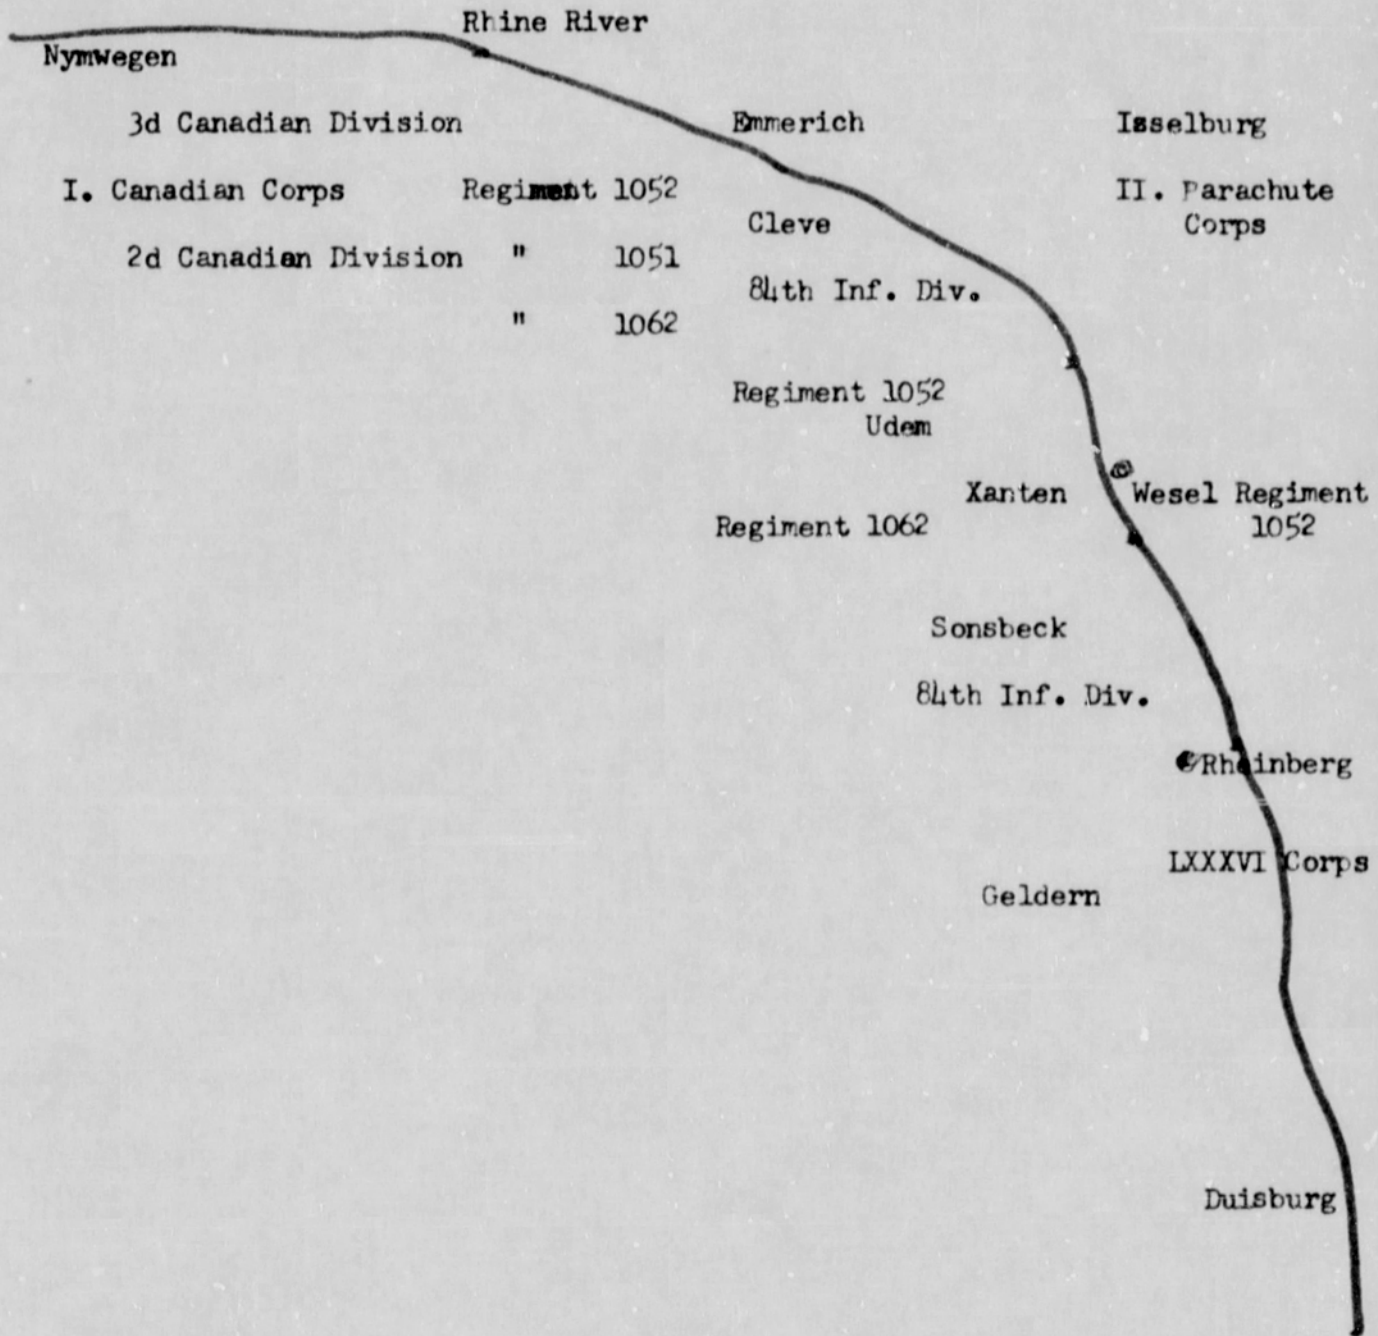 Rhine River
Nymwegen
3d Canadian Division Emmerich Isselburg
I. Canadian Corps Regiment 1052 II. Parachute
Cleve Corps
2d Canadian Division " 1051
84th Inf. Div.
" 1062
Regiment 1052
Udem
Xanten Wesel Regiment
Regiment 1062 1052
Sonsbeck
84th Inf. Div.
Rheinberg
LXXXVI Corps
Geldern
Duisburg